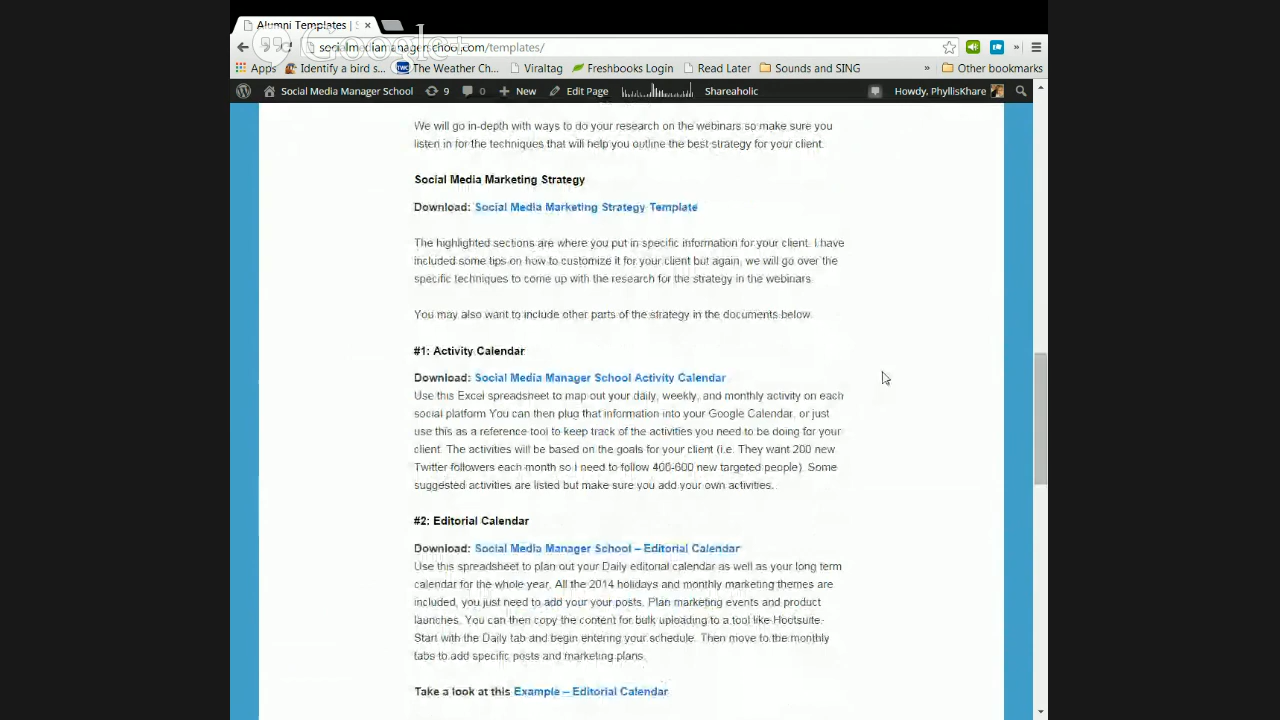 Alumni Templates | S
Google+
socialmediamanagerschool.com/templates/
Apps Identify a bird s... The Weather Ch... Viraltag Freshbooks Login Read Later Sounds and SING » Other bookmarks
Social Media Manager School 9 0 New Edit Page Shareaholic Howdy, PhyllisKhare
We will go in-depth with ways to do your research on the webinars so make sure you
listen in for the techniques that will help you outline the best strategy for your client.
Social Media Marketing Strategy
Download: Social Media Marketing Strategy Template
The highlighted sections are where you put in specific information for your client. I have
included some tips on how to customize it for your client but again, we will go over the
specific techniques to come up with the research for the strategy in the webinars.
You may also want to include other parts of the strategy in the documents below.
#1: Activity Calendar
Download: Social Media Manager School Activity Calendar
Use this Excel spreadsheet to map out your daily, weekly, and monthly activity on each
social platform You can then plug that information into your Google Calendar, or just
use this as a reference tool to keep track of the activities you need to be doing for your
client. The activities will be based on the goals for your client (i.e. They want 200 new
Twitter followers each month so i need to follow 400-600 new targeted people). Some
suggested activities are listed but make sure you add your own activities.
#2: Editorial Calendar
Download: Social Media Manager School – Editorial Calendar
Use this spreadsheet to plan out your Daily editorial calendar as well as your long term
calendar for the whole year. All the 2014 holidays and monthly marketing themes are
included, you just need to add your your posts. Plan marketing events and product
launches. You can then copy the content for bulk uploading to a tool like Hootsuite.
Start with the Daily tab and begin entering your schedule. Then move to the monthly
tabs to add specific posts and marketing plans.
Take a look at this Example – Editorial Calendar